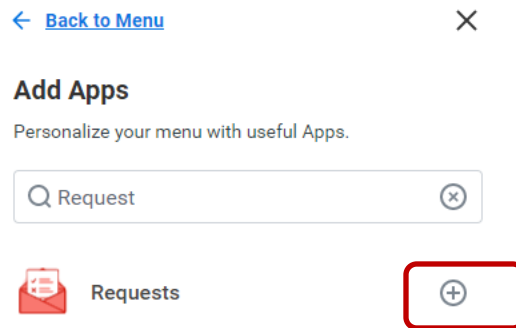 Back to Menu
Add Apps
Personalize your menu with useful Apps.
Request
Requests